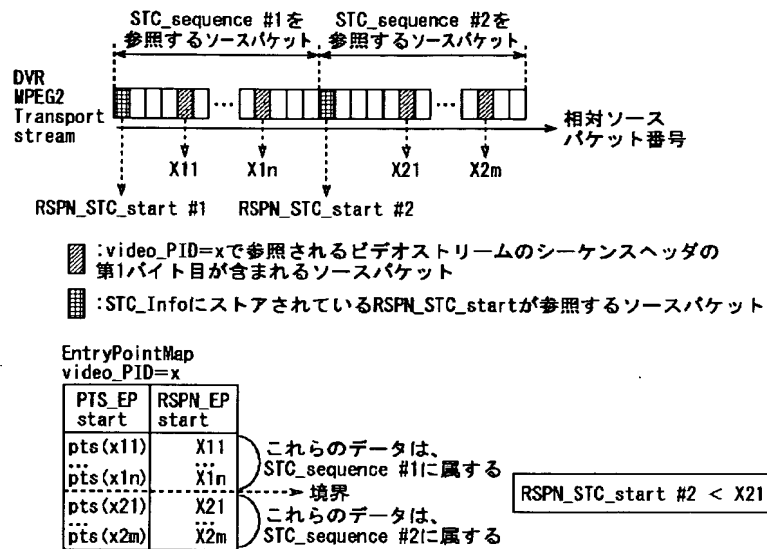 STC_sequence #1を
参照するソースパケット
STC_sequence #2を
参照するソースパケット
DVR
MPEG2
Transport
stream
...
...
相対ソース
パケット番号
X11
X1n
X21
X2m
RSPN_STC_start #1
RSPN_STC_start #2
:video_PID=xで参照されるビデオストリームのシーケンスヘッダの
第1バイト目が含まれるソースパケット
:STC_InfoにストアされているRSPN_STC_startが参照するソースパケット
EntryPointMap
video_PID=x
PTS_EP
start
RSPN_EP
start
pts(x11)
X11
...
...
pts(x1n)
X1n
これらのデータは、
STC_sequence #1に属する
境界
pts(x21)
X21
...
...
pts(x2m)
X2m
これらのデータは、
STC_sequence #2に属する
RSPN_STC_start #2 < X21